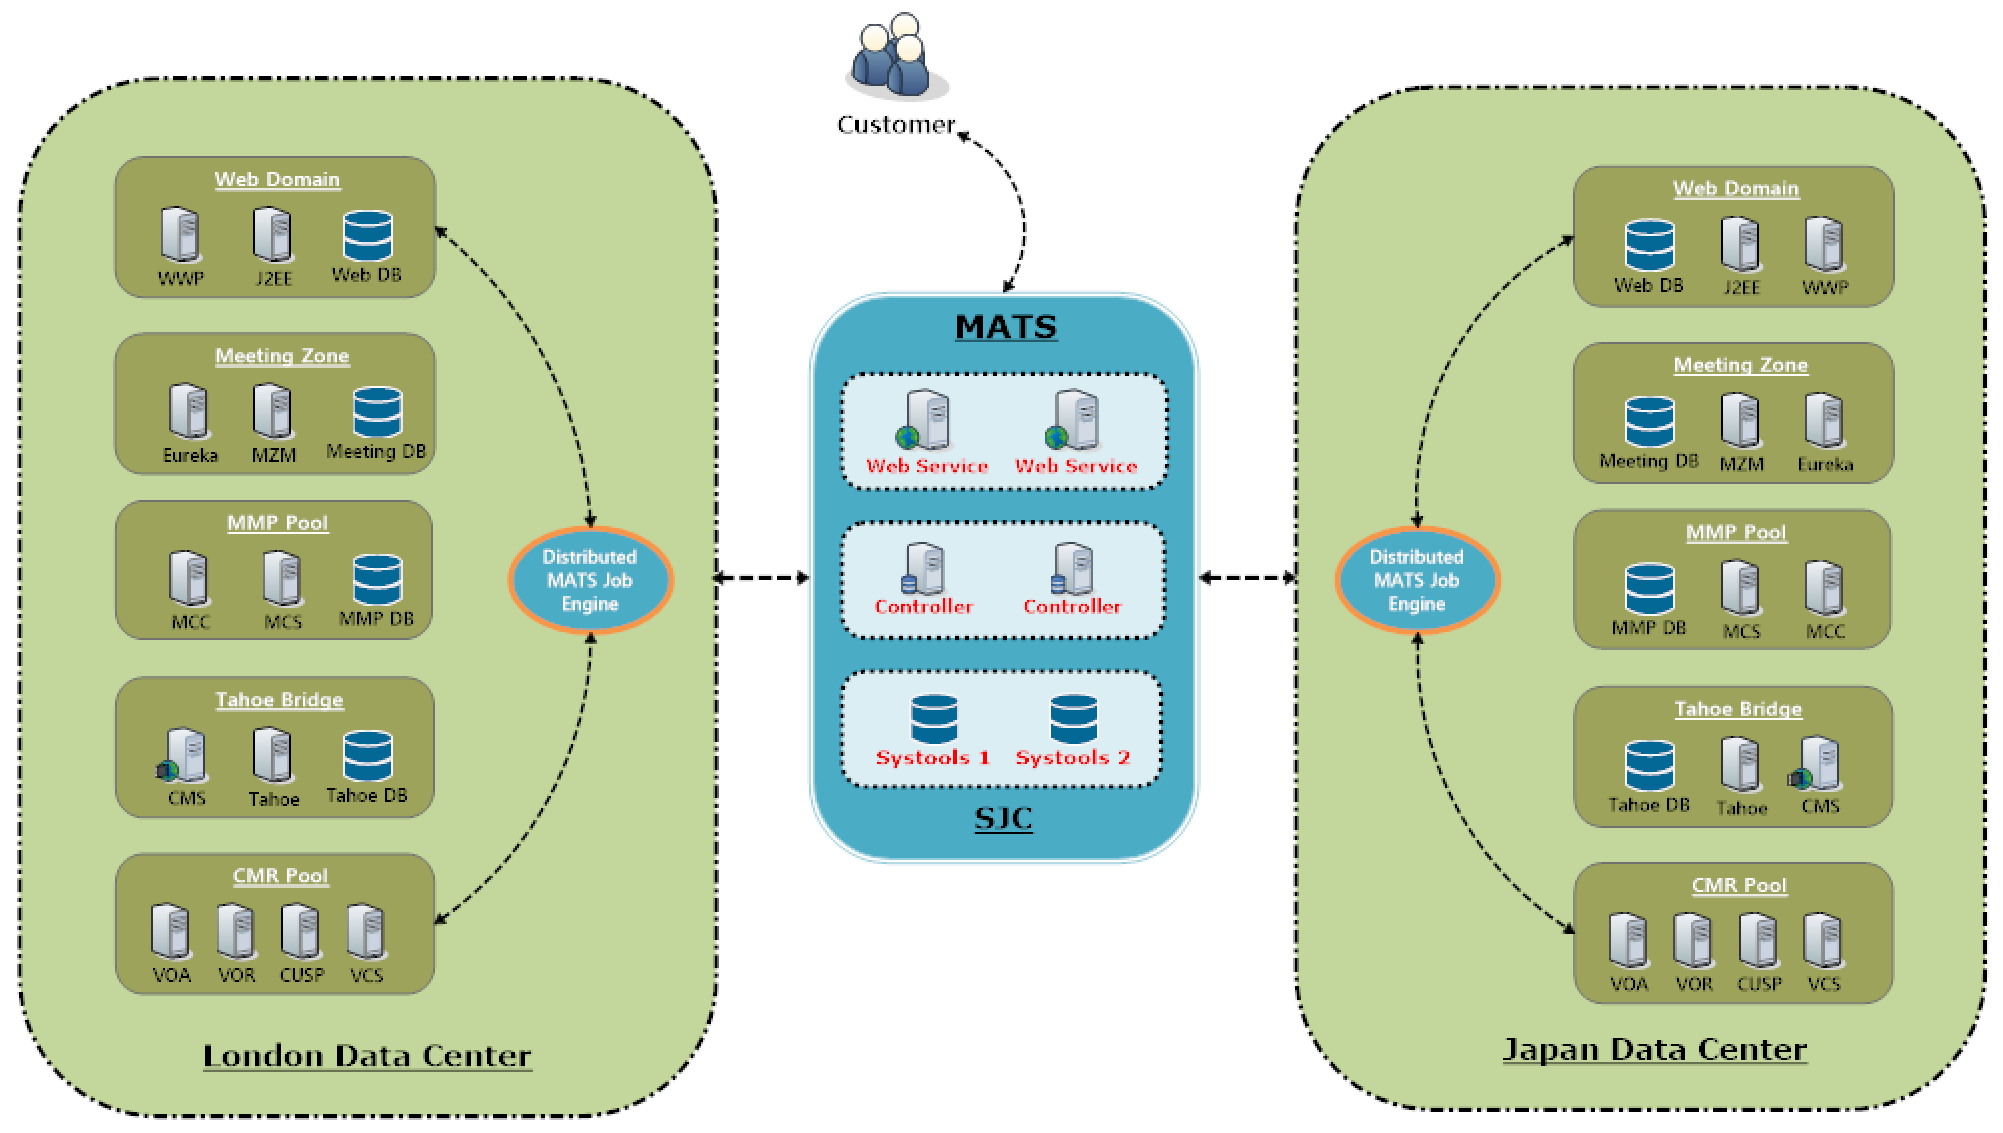 Customer
Web Domain
WWP J2EE Web DB
Meeting Zone
Eureka MZM Meeting DB
MMP Pool
MCC MCS MMP DB
Tahoe Bridge
CMS Tahoe Tahoe DB
CMR Pool
VOA VOR CUSP VCS
Distributed
MATS Job
Engine
London Data Center
MATS
Web Service Web Service
Controller Controller
Systools 1 Systools 2
SJC
Distributed
MATS Job
Engine
Web Domain
Web DB J2EE WWP
Meeting Zone
Meeting DB MZM Eureka
MMP Pool
MMP DB MCS MCC
Tahoe Bridge
Tahoe DB Tahoe CMS
CMR Pool
VOA VOR CUSP VCS
Japan Data Center